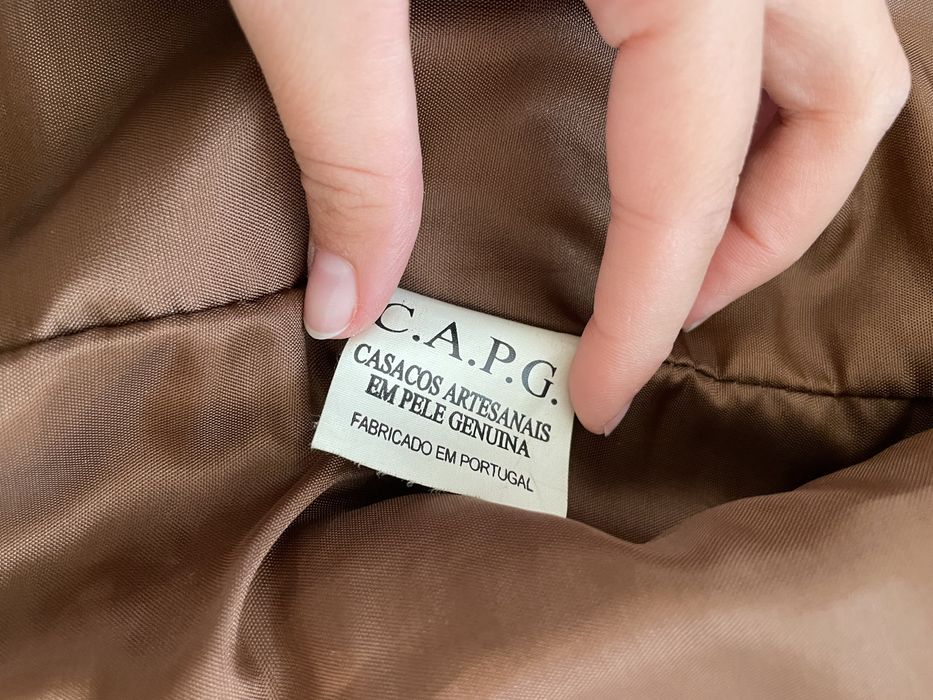 C.A.P.G.
CASACOS ARTESANAIS
EM PELE GENUINA
FABRICADO EM PORTUGAL